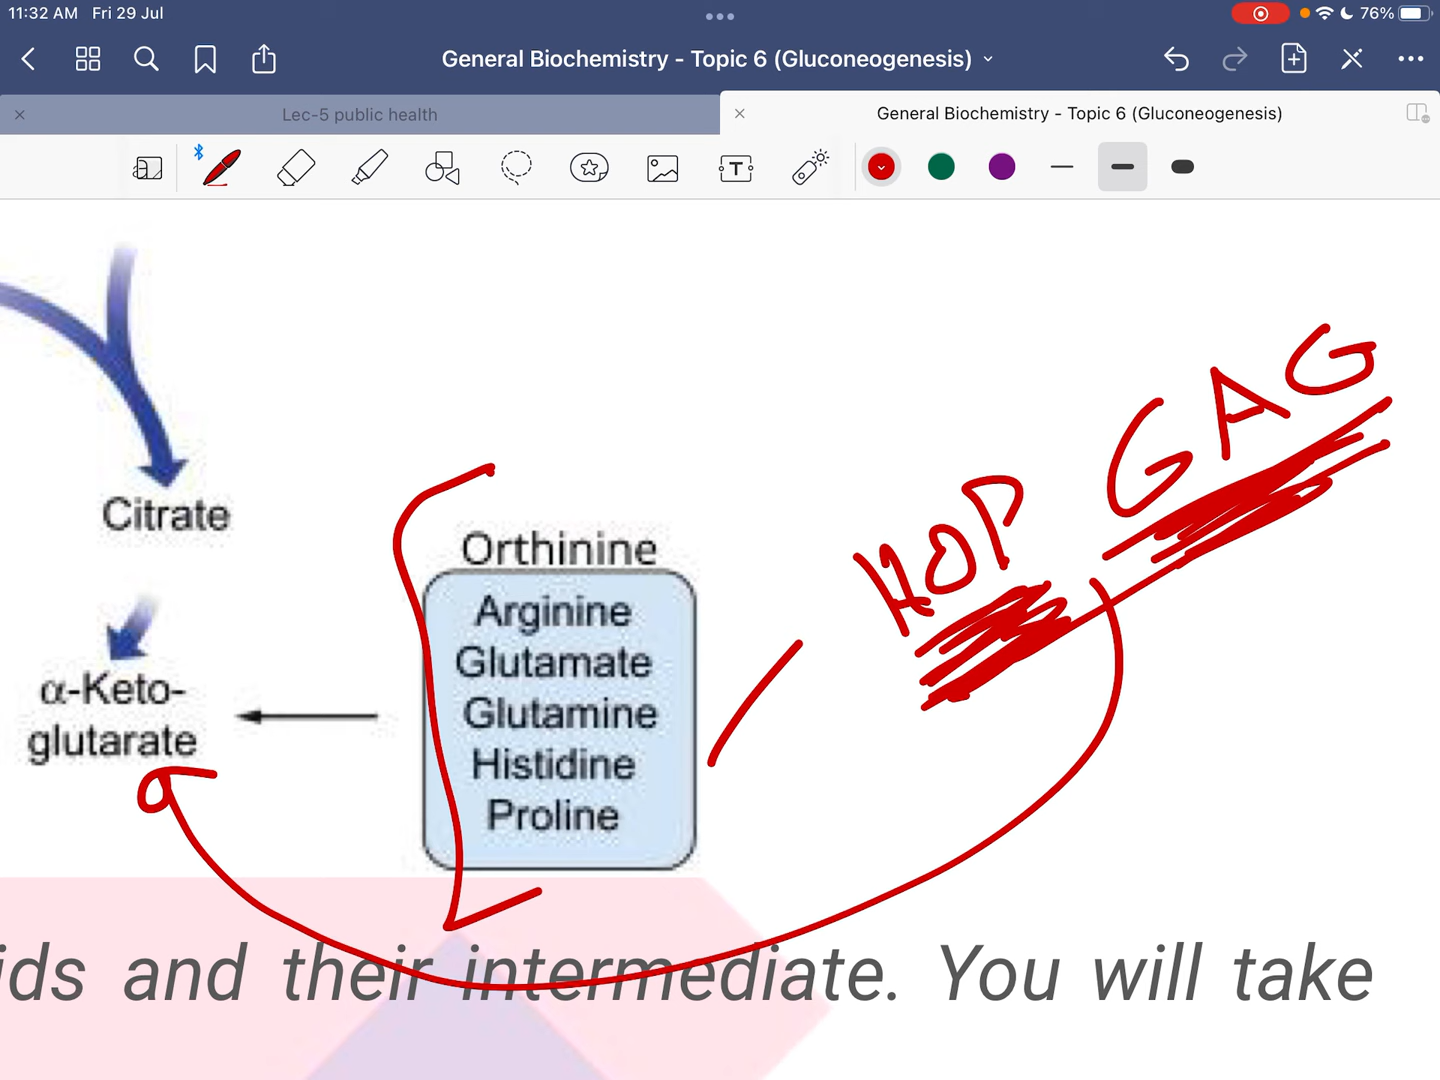 11:32 AM Fri 29 Jul
76%
General Biochemistry - Topic 6 (Gluconeogenesis)
Lec-5 public health
General Biochemistry - Topic 6 (Gluconeogenesis)
T
GAG
HOP
Citrate
Orthinine
Arginine
Glutamate
Glutamine
Histidine
Proline
α-Keto-
glutarate
ids and their intermediate. You will take